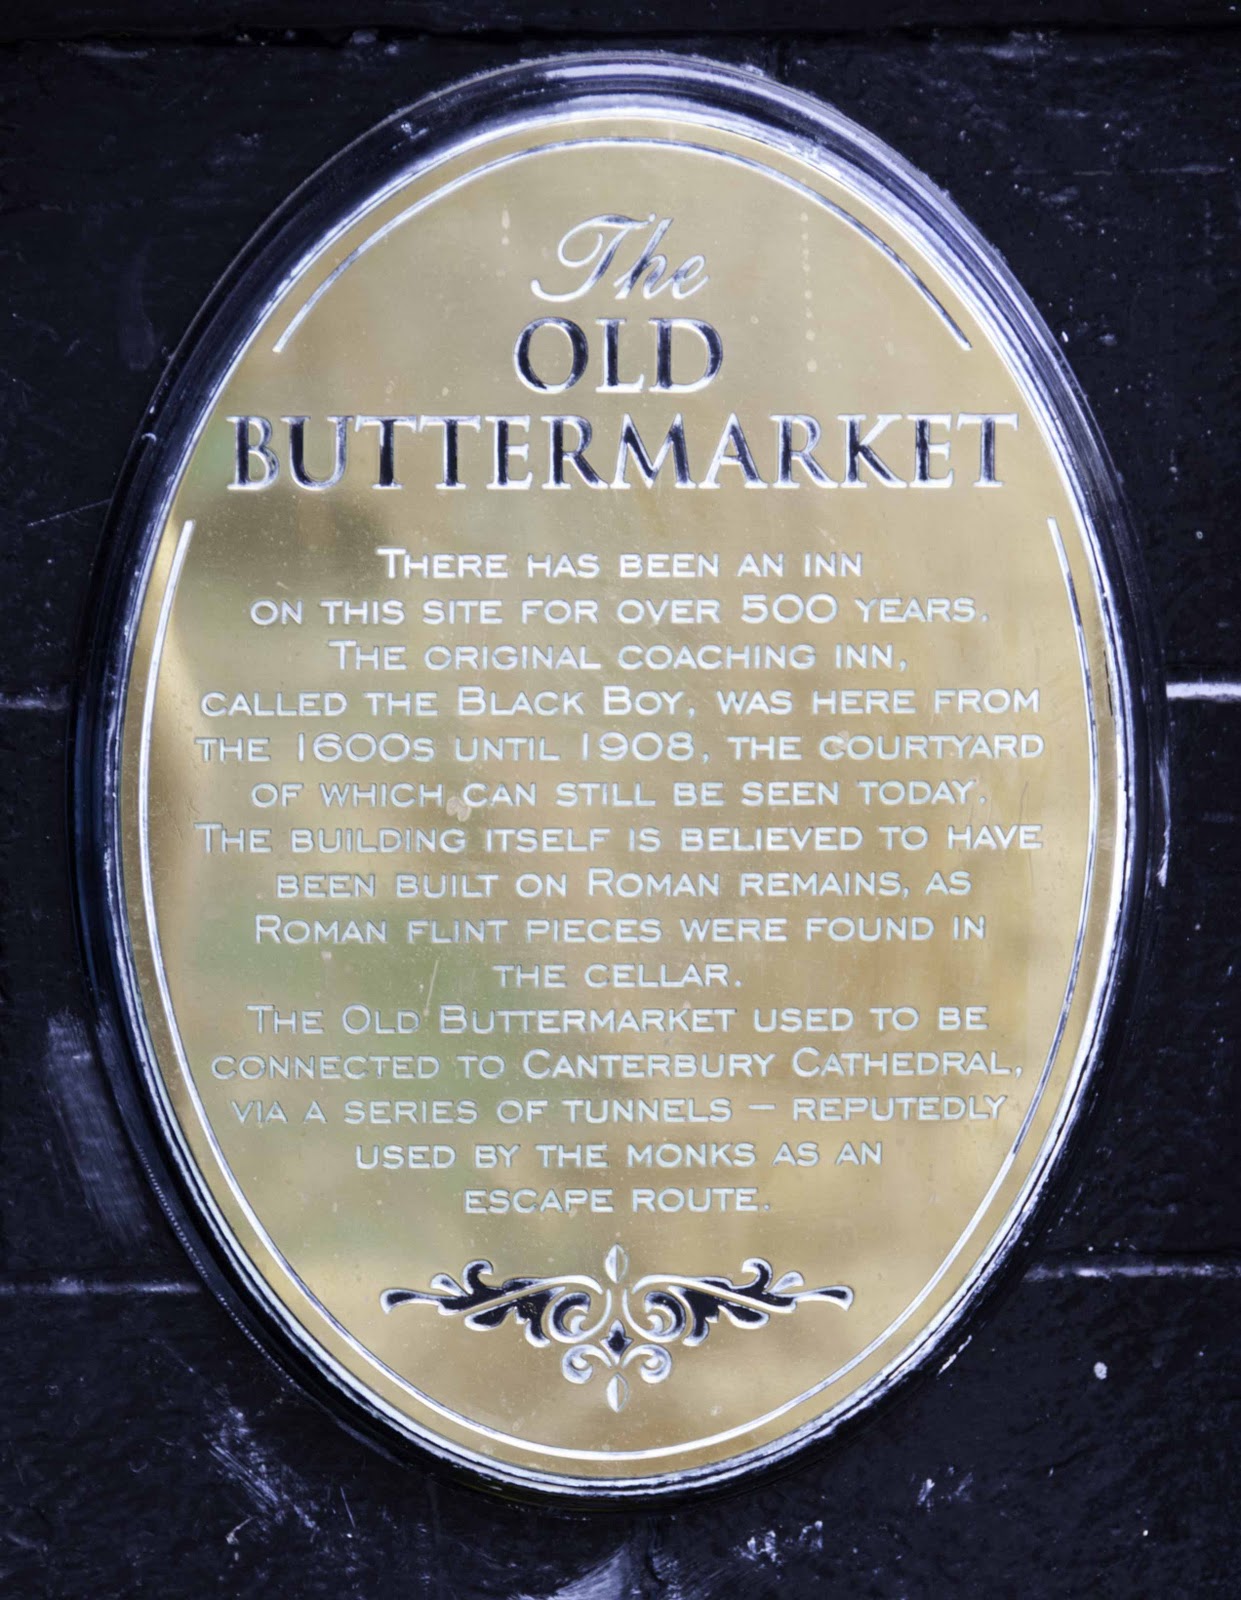 The
OLD
BUTTERMARKET
THERE HAS BEEN AN INN
ON THIS SITE FOR OVER 500 YEARS.
THE ORIGINAL COACHING INN,
CALLED THE BLACK BOY, WAS HERE FROM
THE 1600S UNTIL 1908, THE COURTYARD
OF WHICH CAN STILL BE SEEN TODAY.
THE BUILDING ITSELF IS BELIEVED TO HAVE
BEEN BUILT ON ROMAN REMAINS, AS
ROMAN FLINT PIECES WERE FOUND IN
THE CELLAR.
THE OLD BUTTERMARKET USED TO BE
CONNECTED TO CANTERBURY CATHEDRAL,
VIA A SERIES OF TUNNELS – REPUTEDLY
USED BY THE MONKS AS AN
ESCAPE ROUTE.